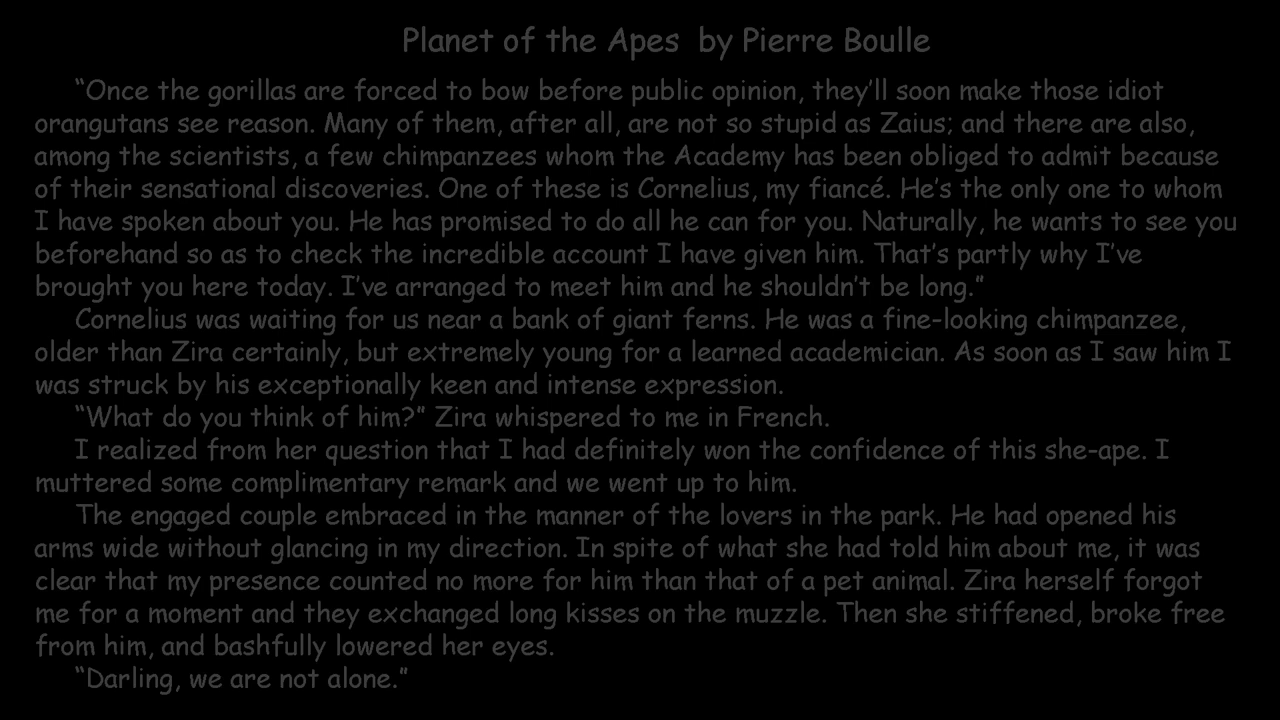 Planet of the Apes  by Pierre Boulle
“Once the gorillas are forced to bow before public opinion, they’ll soon make those idiot
orangutans see reason. Many of them, after all, are not so stupid as Zaius; and there are also,
among the scientists, a few chimpanzees whom the Academy has been obliged to admit because
of their sensational discoveries. One of these is Cornelius, my fiancé. He’s the only one to whom
I have spoken about you. He has promised to do all he can for you. Naturally, he wants to see you
beforehand so as to check the incredible account I have given him. That’s partly why I’ve
brought you here today. I’ve arranged to meet him and he shouldn’t be long.”
Cornelius was waiting for us near a bank of giant ferns. He was a fine-looking chimpanzee,
older than Zira certainly, but extremely young for a learned academician. As soon as I saw him I
was struck by his exceptionally keen and intense expression.
“What do you think of him?” Zira whispered to me in French.
I realized from her question that I had definitely won the confidence of this she-ape. I
muttered some complimentary remark and we went up to him.
The engaged couple embraced in the manner of the lovers in the park. He had opened his
arms wide without glancing in my direction. In spite of what she had told him about me, it was
clear that my presence counted no more for him than that of a pet animal. Zira herself forgot
me for a moment and they exchanged long kisses on the muzzle. Then she stiffened, broke free
from him, and bashfully lowered her eyes.
“Darling, we are not alone.”